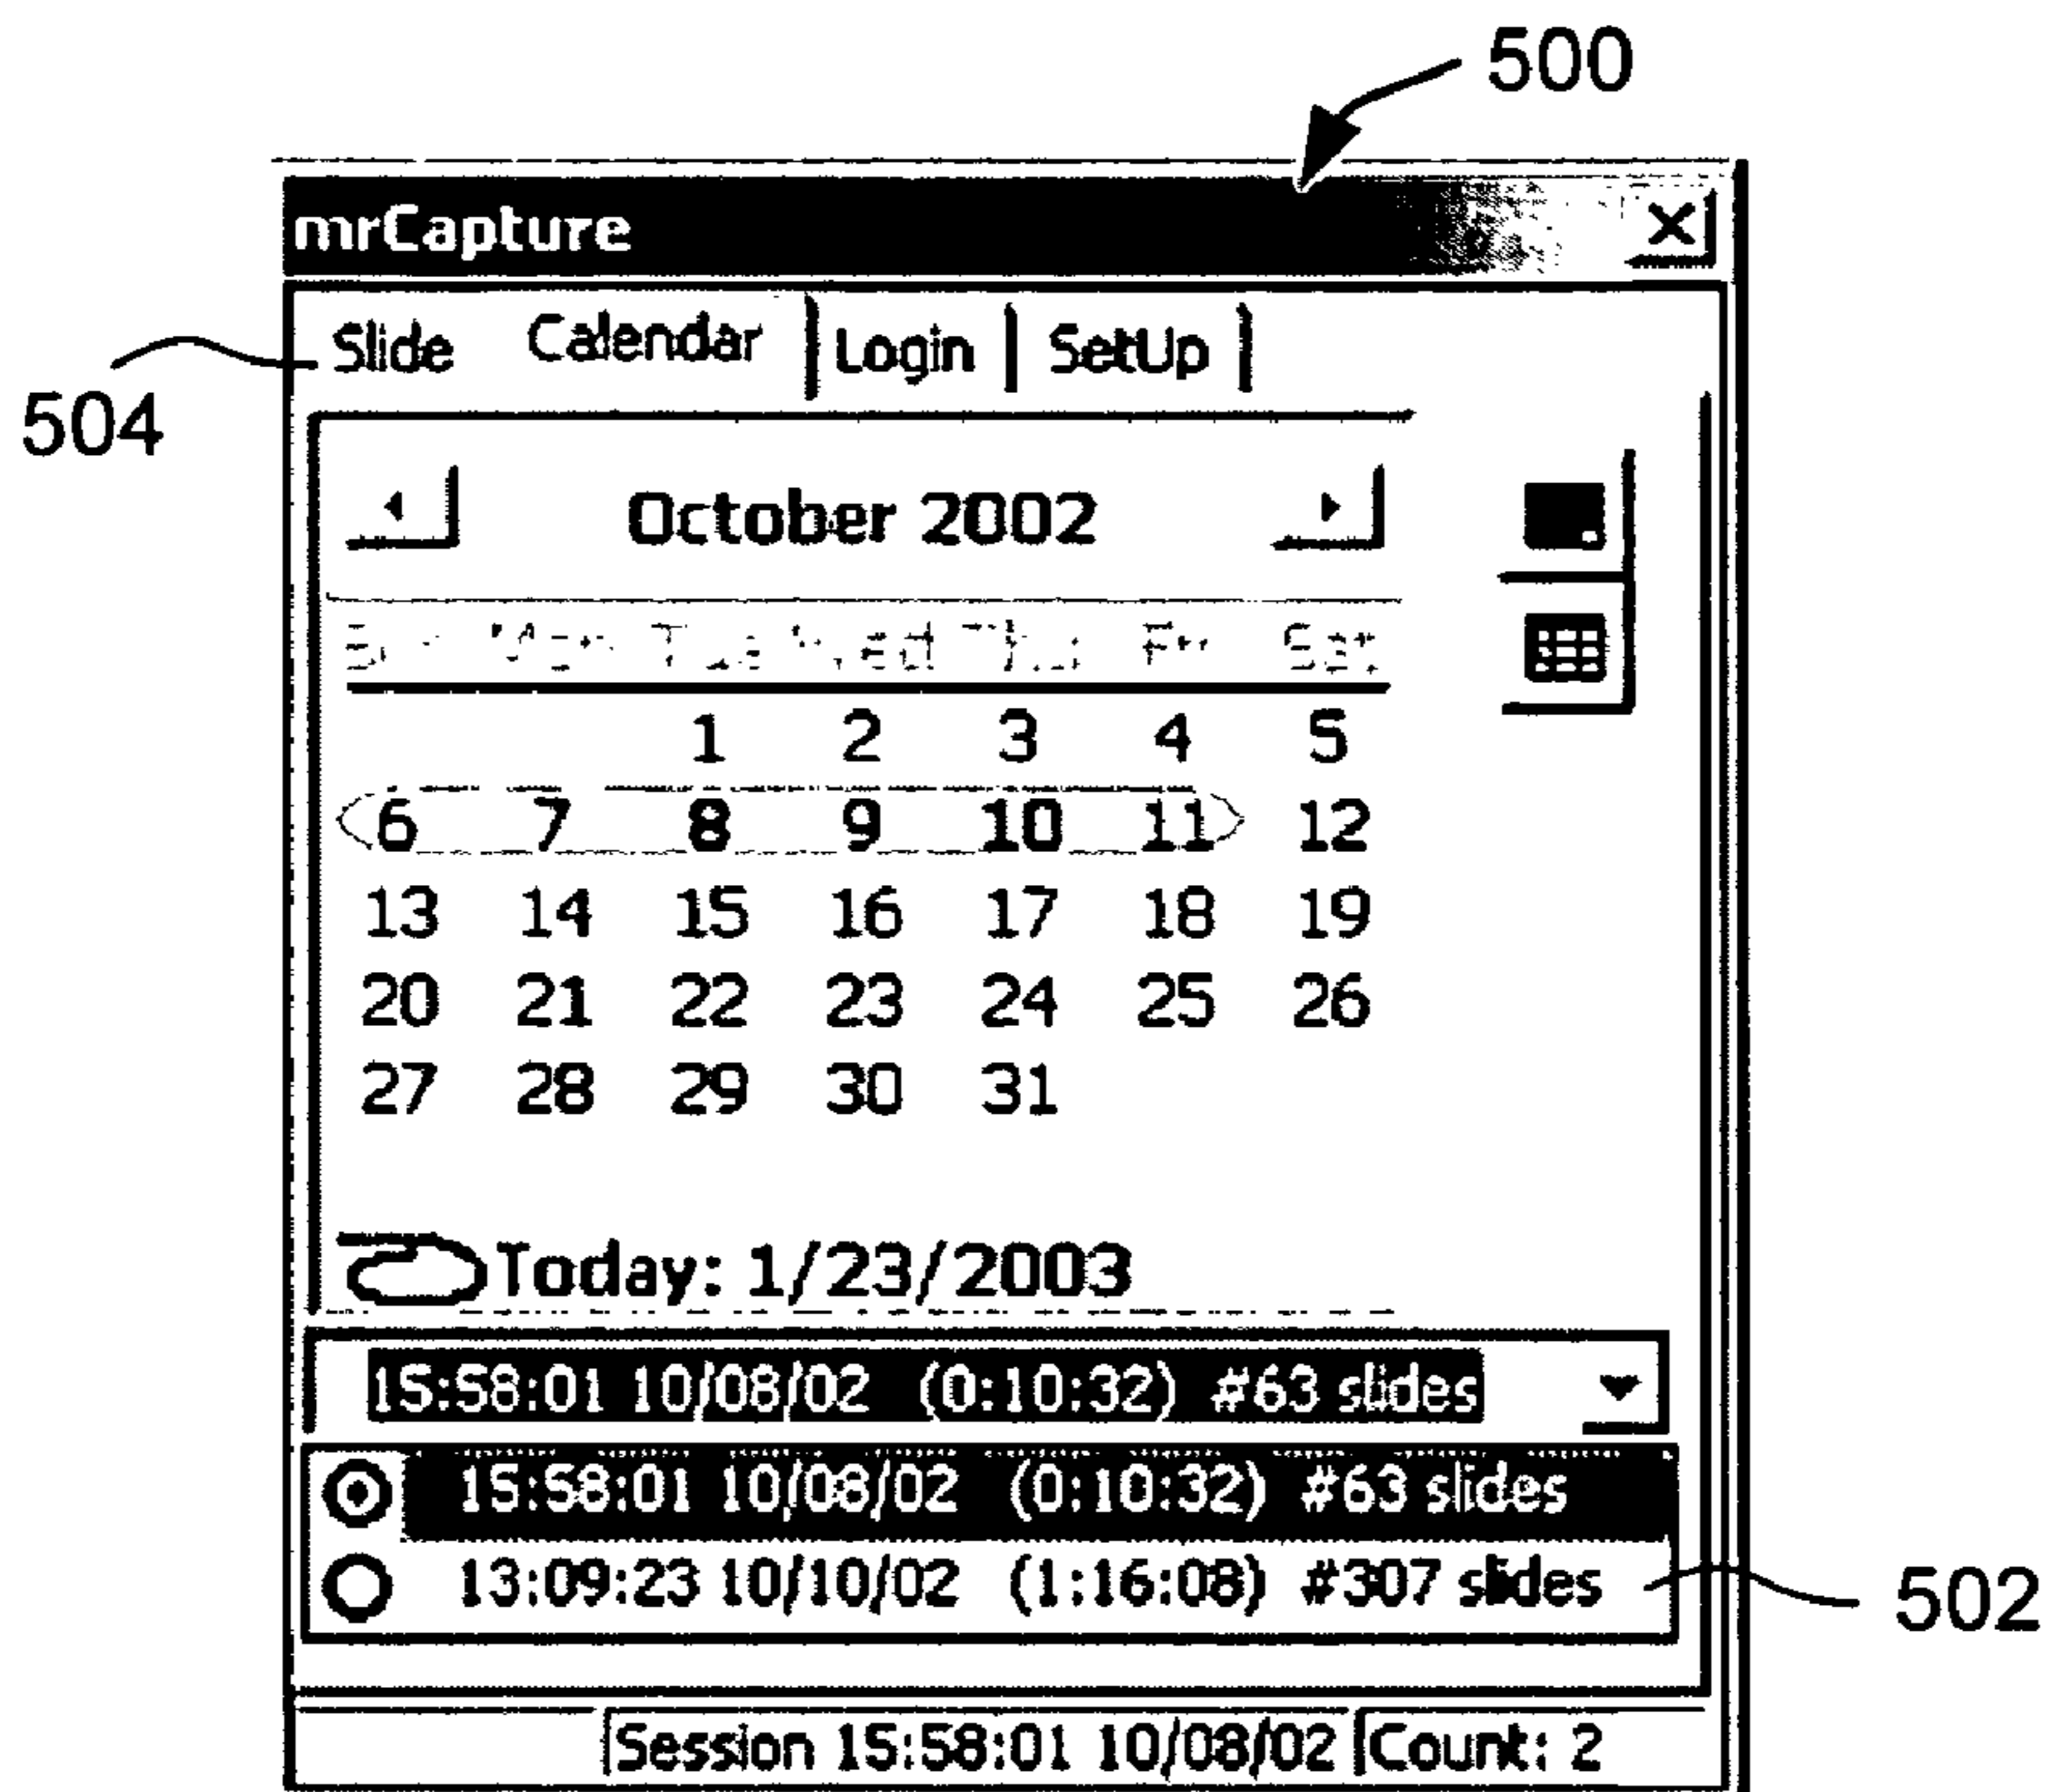 500
mrCapture
Slide Calendar Login SetUp
504
October 2002
Wed Thu Fri Sat
1 2 3 4 5
6 7 8 9 10 11 12
13 14 15 16 17 18 19
20 21 22 23 24 25 26
27 28 29 30 31
Today: 1/23/2003
15:58:01 10/08/02 (0:10:32) #63 slides
15:58:01 10/08/02 (0:10:32) #63 slides
13:09:23 10/10/02 (1:16:08) #307 slides
502
Session 15:58:01 10/08/02 Count: 2